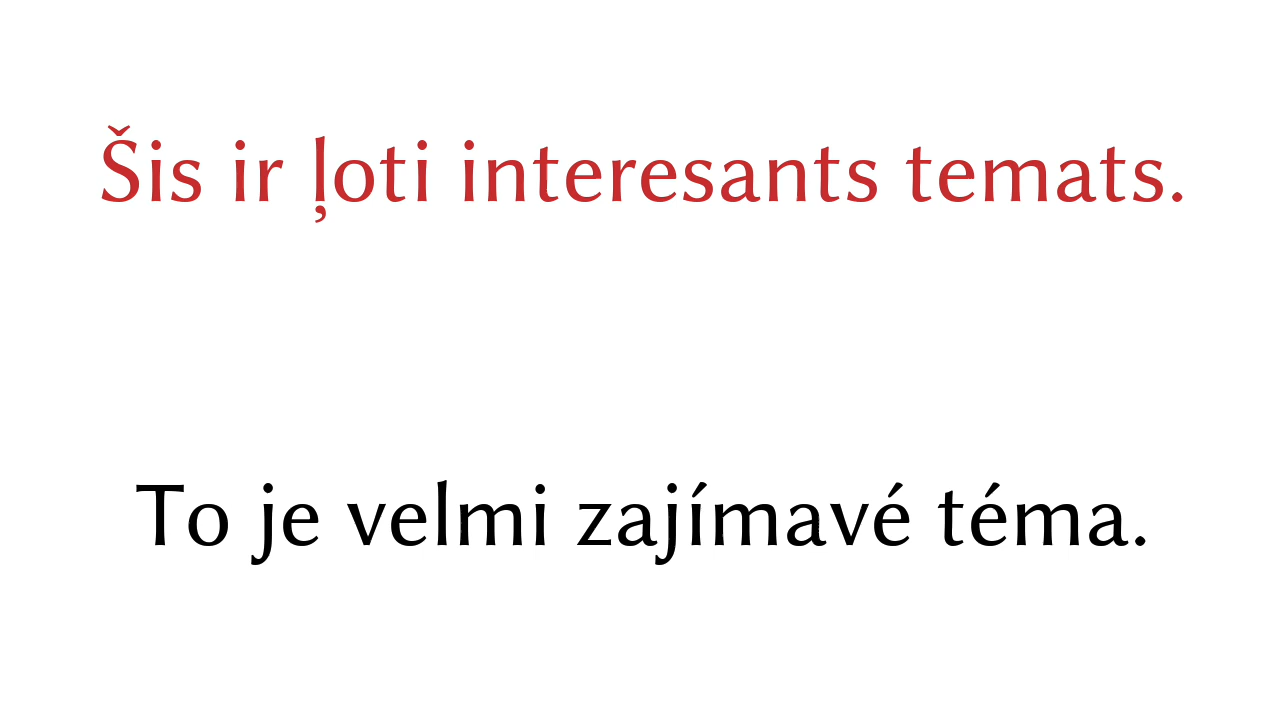 Šis ir ļoti interesants temats.
To je velmi zajímavé téma.